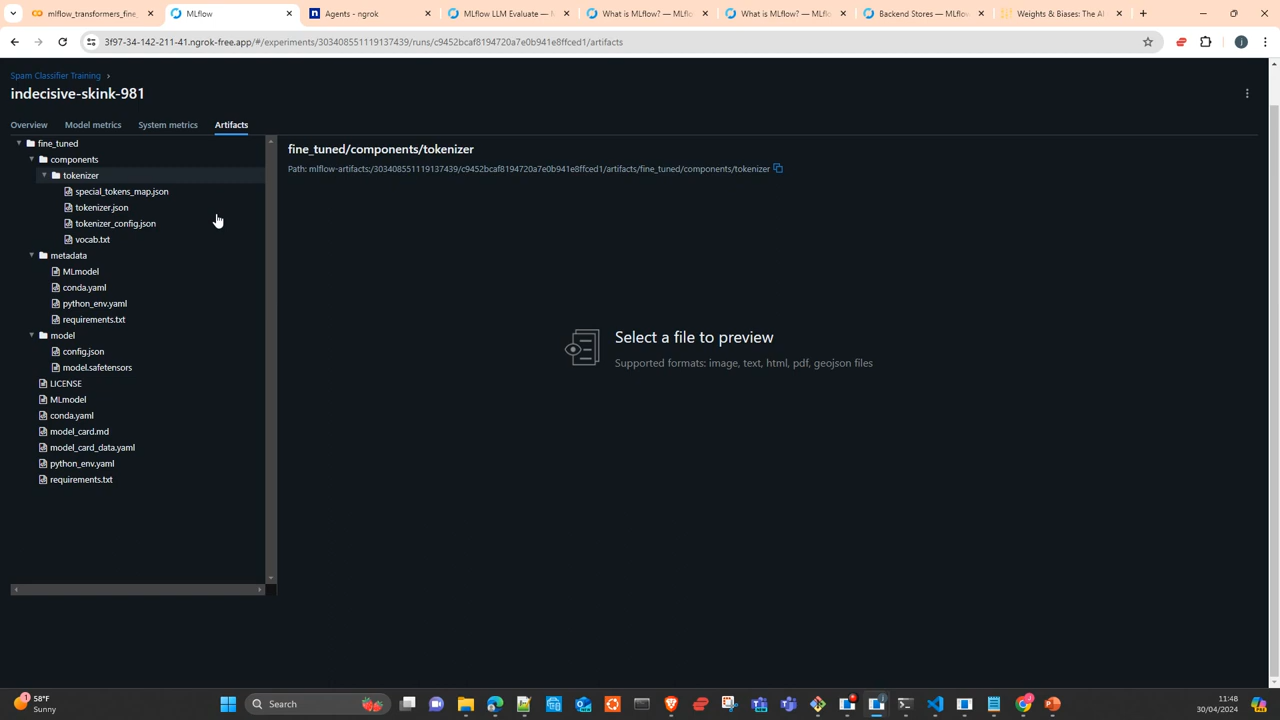 mlflow_transformers_fine_
MLflow
Agents - ngrok
MLflow LLM Evaluate — M
What is MLflow? — MLfl
What is MLflow? — MLfl
Backend Stores — MLflow
Weights & Biases: The AI
3f97-34-142-211-41.ngrok-free.app/#/experiments/303408551119137439/runs/c9452bcaf8194720a7e0b941e8ffced1/artifacts
Spam Classifier Training
indecisive-skink-981
Overview
Model metrics
System metrics
Artifacts
fine_tuned
components
tokenizer
special_tokens_map.json
tokenizer.json
tokenizer_config.json
vocab.txt
metadata
MLmodel
conda.yaml
python_env.yaml
requirements.txt
model
config.json
model.safetensors
LICENSE
MLmodel
conda.yaml
model_card.md
model_card_data.yaml
python_env.yaml
requirements.txt
fine_tuned/components/tokenizer
Path: mlflow-artifacts:/303408551119137439/c9452bcaf8194720a7e0b941e8ffced1/artifacts/fine_tuned/components/tokenizer
Select a file to preview
Supported formats: image, text, html, pdf, geojson files
1
58°F
Sunny
Search
11:48
30/04/2024